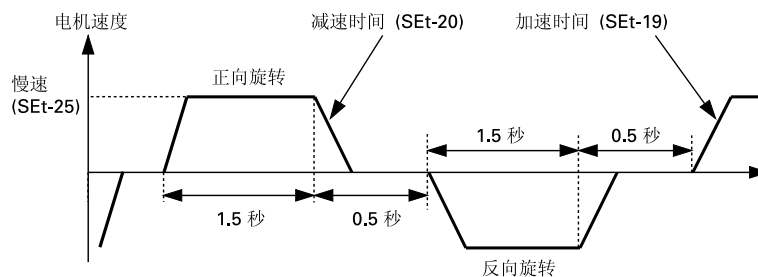 电机速度
减速时间 (SEt-20)
加速时间 (SEt-19)
慢速
(SEt-25)
正向旋转
1.5 秒
0.5 秒
1.5 秒
0.5 秒
反向旋转